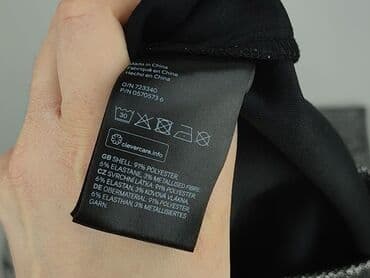 Made in China
Fabriqué en Chine
Hecho en China
O/N 723340
P/N 0570573 6
30
clevercare.info
GB SHELL: 91% POLYESTER,
6% ELASTANE, 3% METALLISED FIBRE.
CZ SVRCHNÍ LÁTKA: 91% POLYESTER,
6% ELASTAN, 3% KOVOVÁ VLÁKNA.
DE OBERMATERIAL: 91% POLYESTER,
6% ELASTHAN, 3% METALLISIERTES
GARN.